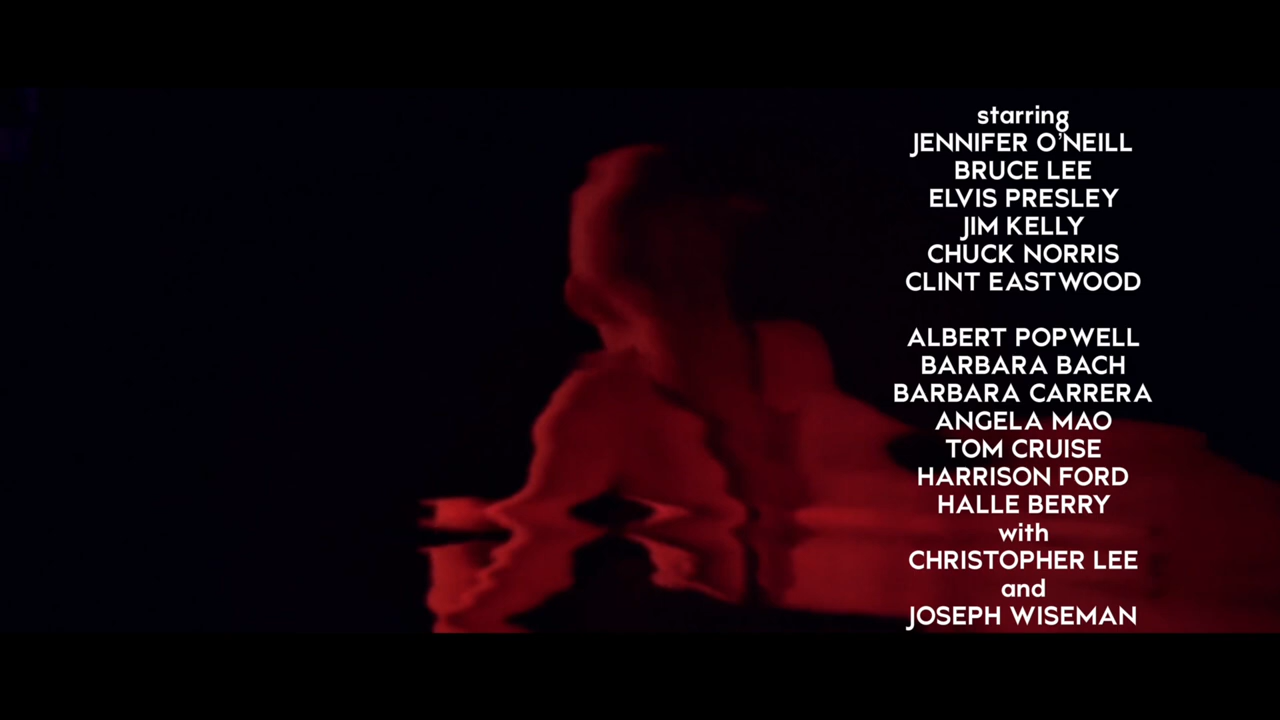 starring
JENNIFER O'NEILL
BRUCE LEE
ELVIS PRESLEY
JIM KELLY
CHUCK NORRIS
CLINT EASTWOOD
ALBERT POPWELL
BARBARA BACH
BARBARA CARRERA
ANGELA MAO
TOM CRUISE
HARRISON FORD
HALLE BERRY
with
CHRISTOPHER LEE
and
JOSEPH WISEMAN